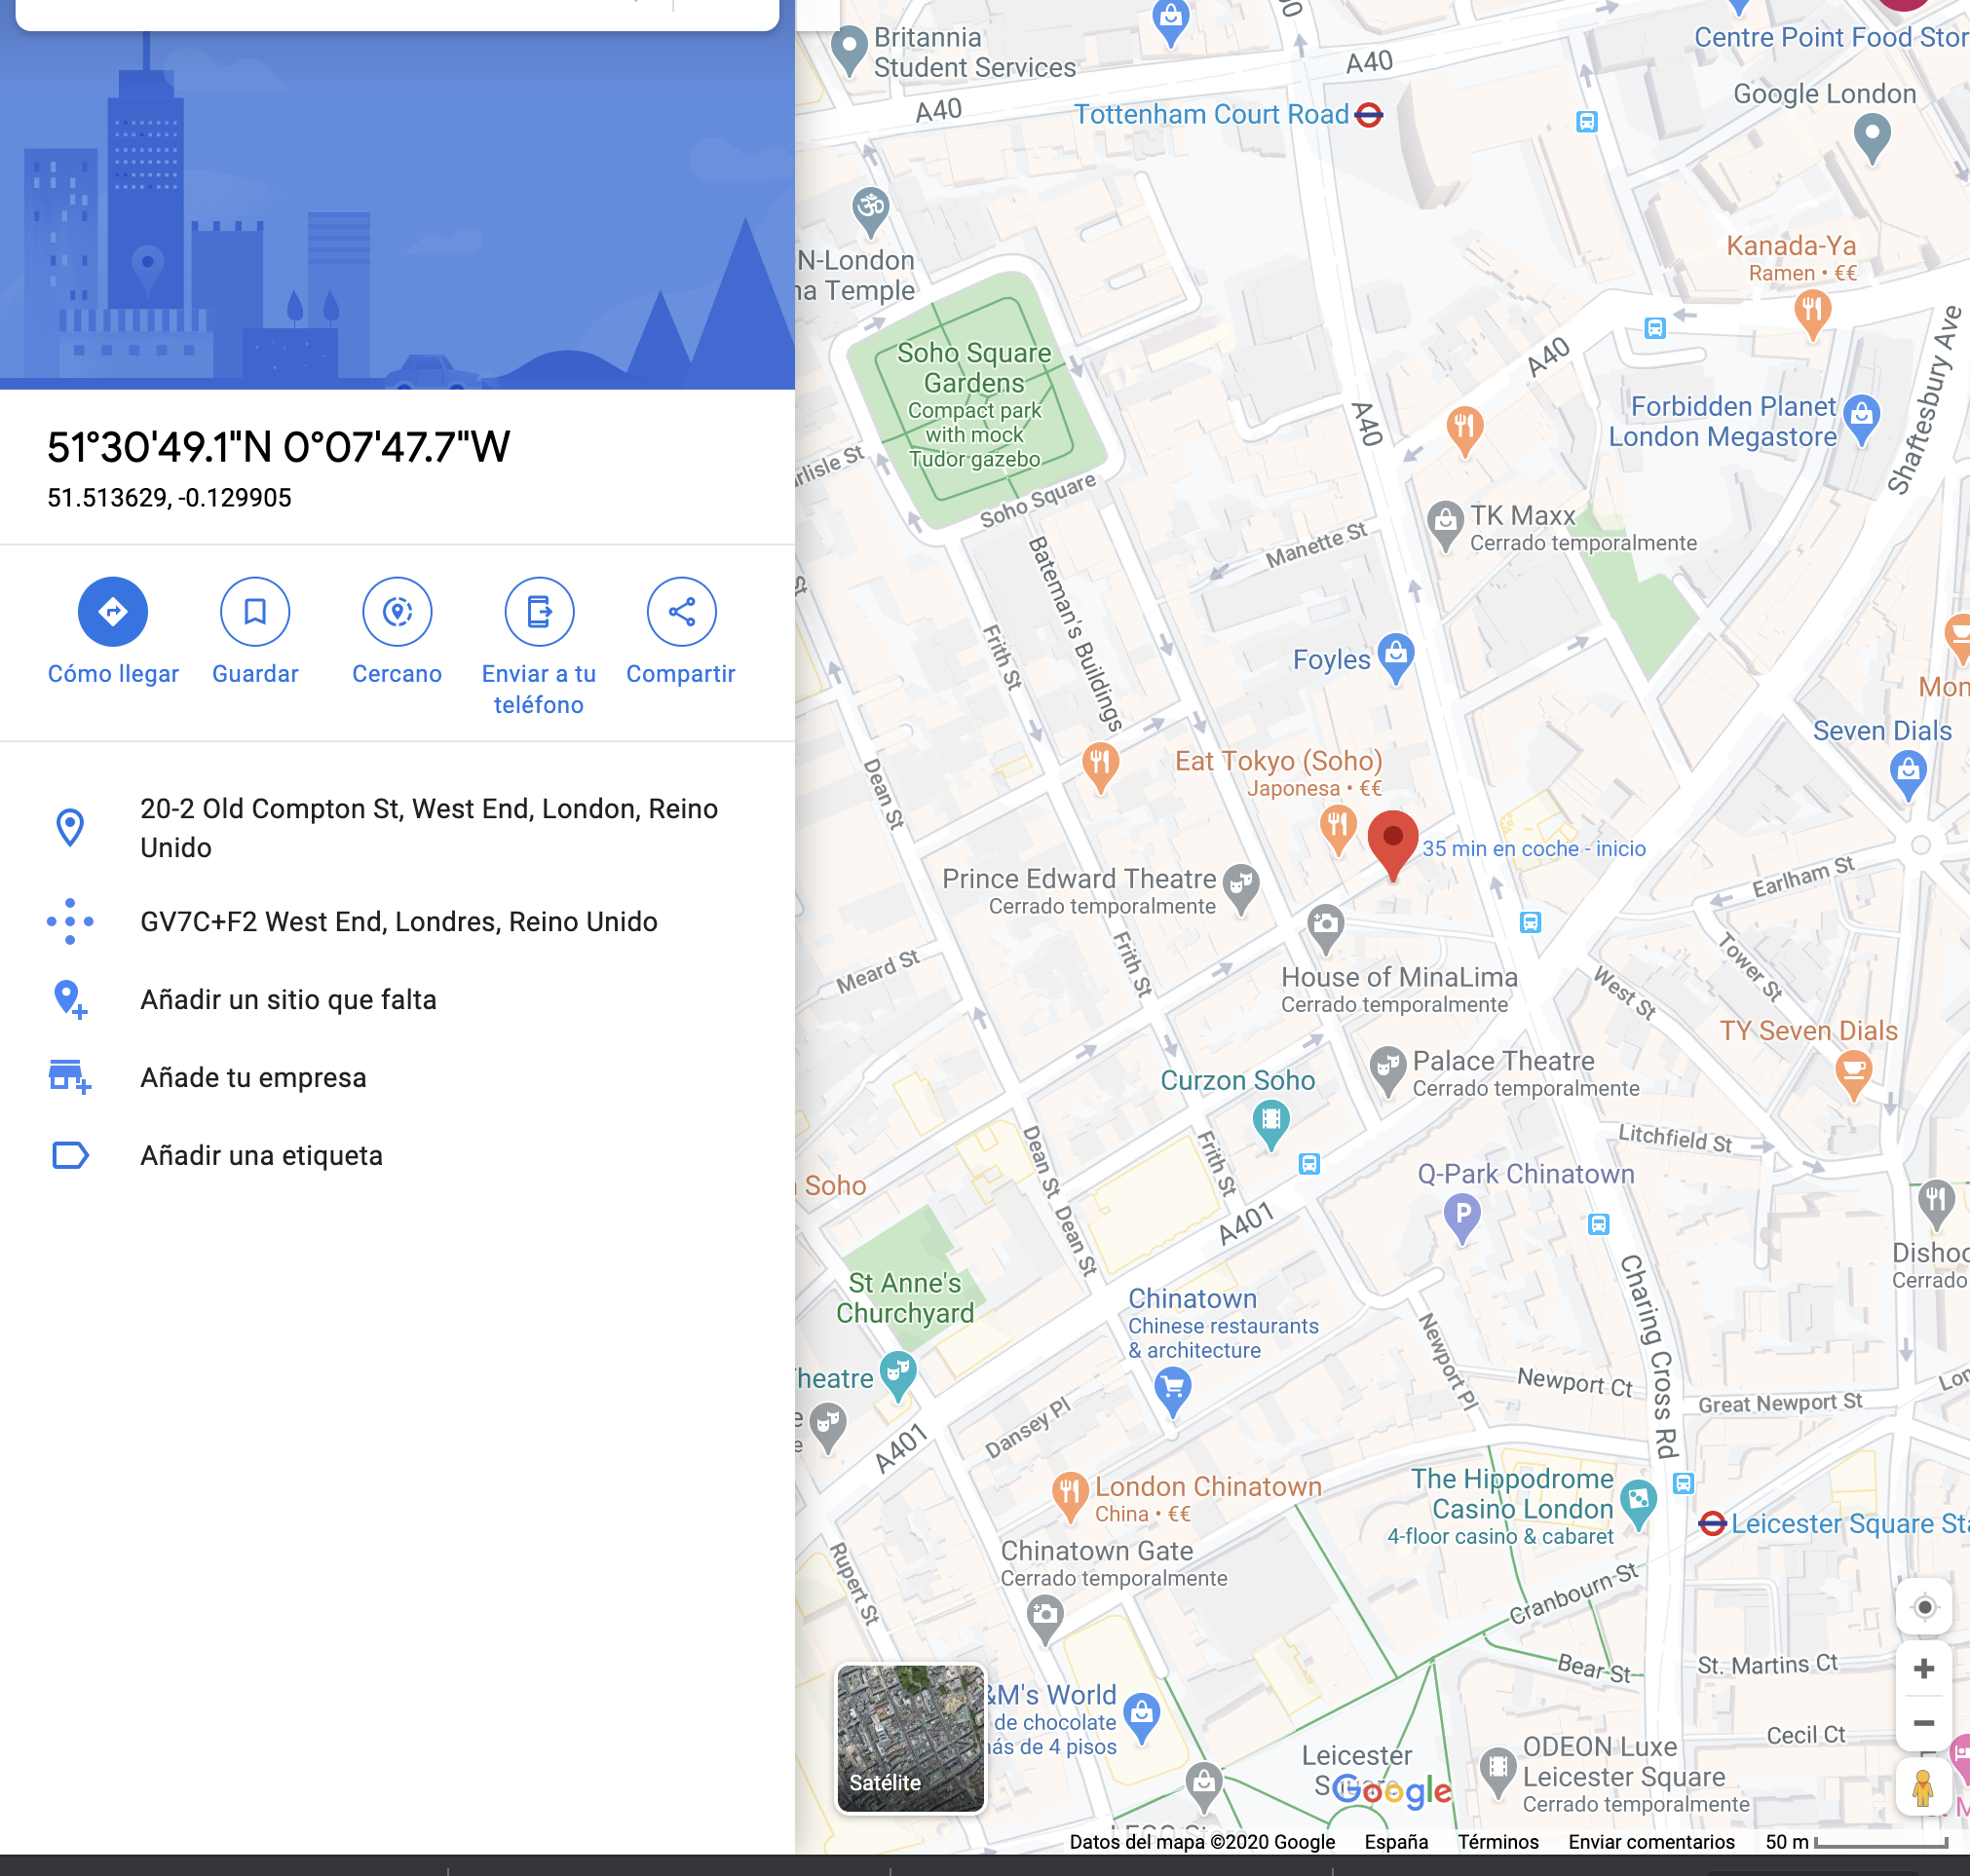 51°30'49.1"N 0°07'47.7"W
51.513629, -0.129905
Cómo llegar
Guardar
Cercano
Enviar a tu
teléfono
Compartir
20-2 Old Compton St, West End, London, Reino
Unido
GV7C+F2 West End, Londres, Reino Unido
Añadir un sitio que falta
Añade tu empresa
Añadir una etiqueta
Britannia
Student Services
A40
A40
Centre Point Food Stor
Tottenham Court Road
Google London
N-London
na Temple
Kanada-Ya
Ramen • €€
Soho Square
Gardens
Compact park
with mock
Tudor gazebo
A40
A40
Shaftesbury Ave
Forbidden Planet
London Megastore
rlisle St
Soho Square
TK Maxx
Cerrado temporalmente
Manette St
Bateman's Buildings
Frith St
Foyles
Mon
Seven Dials
Dean St
Eat Tokyo (Soho)
Japonesa • €€
35 min en coche - inicio
Prince Edward Theatre
Cerrado temporalmente
Earlham St
Frith St
Meard St
House of MinaLima
Cerrado temporalmente
Tower St
West St
TY Seven Dials
Palace Theatre
Cerrado temporalmente
Curzon Soho
Litchfield St
Frith St
Dean St
Dean St
Soho
Q-Park Chinatown
A401
Dishoo
Cerrado
St Anne's
Churchyard
Charing Cross Rd
Chinatown
Chinese restaurants
& architecture
Newport Pl
heatre
Newport Ct
Great Newport St
Lon
e
e
Dansey Pl
A401
London Chinatown
China • €€
The Hippodrome
Casino London
4-floor casino & cabaret
Leicester Square Sta
Chinatown Gate
Cerrado temporalmente
Rupert St
Cranbourn St
Bear St
St. Martins Ct
&M's World
de chocolate
más de 4 pisos
Cecil Ct
Leicester
Square
ODEON Luxe
Leicester Square
Cerrado temporalmente
Satélite
Google
LEGO Store
Datos del mapa ©2020 Google
España
Términos
Enviar comentarios
50 m